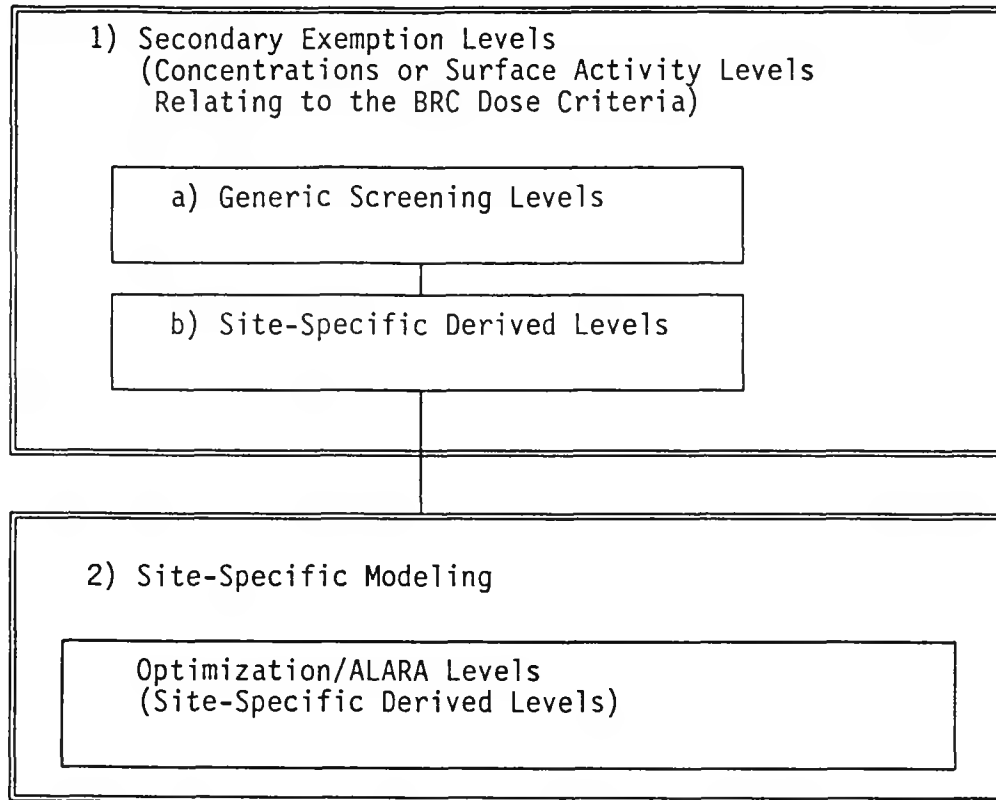 1) Secondary Exemption Levels
(Concentrations or Surface Activity Levels
Relating to the BRC Dose Criteria)
a) Generic Screening Levels
b) Site-Specific Derived Levels
2) Site-Specific Modeling
Optimization/ALARA Levels
(Site-Specific Derived Levels)